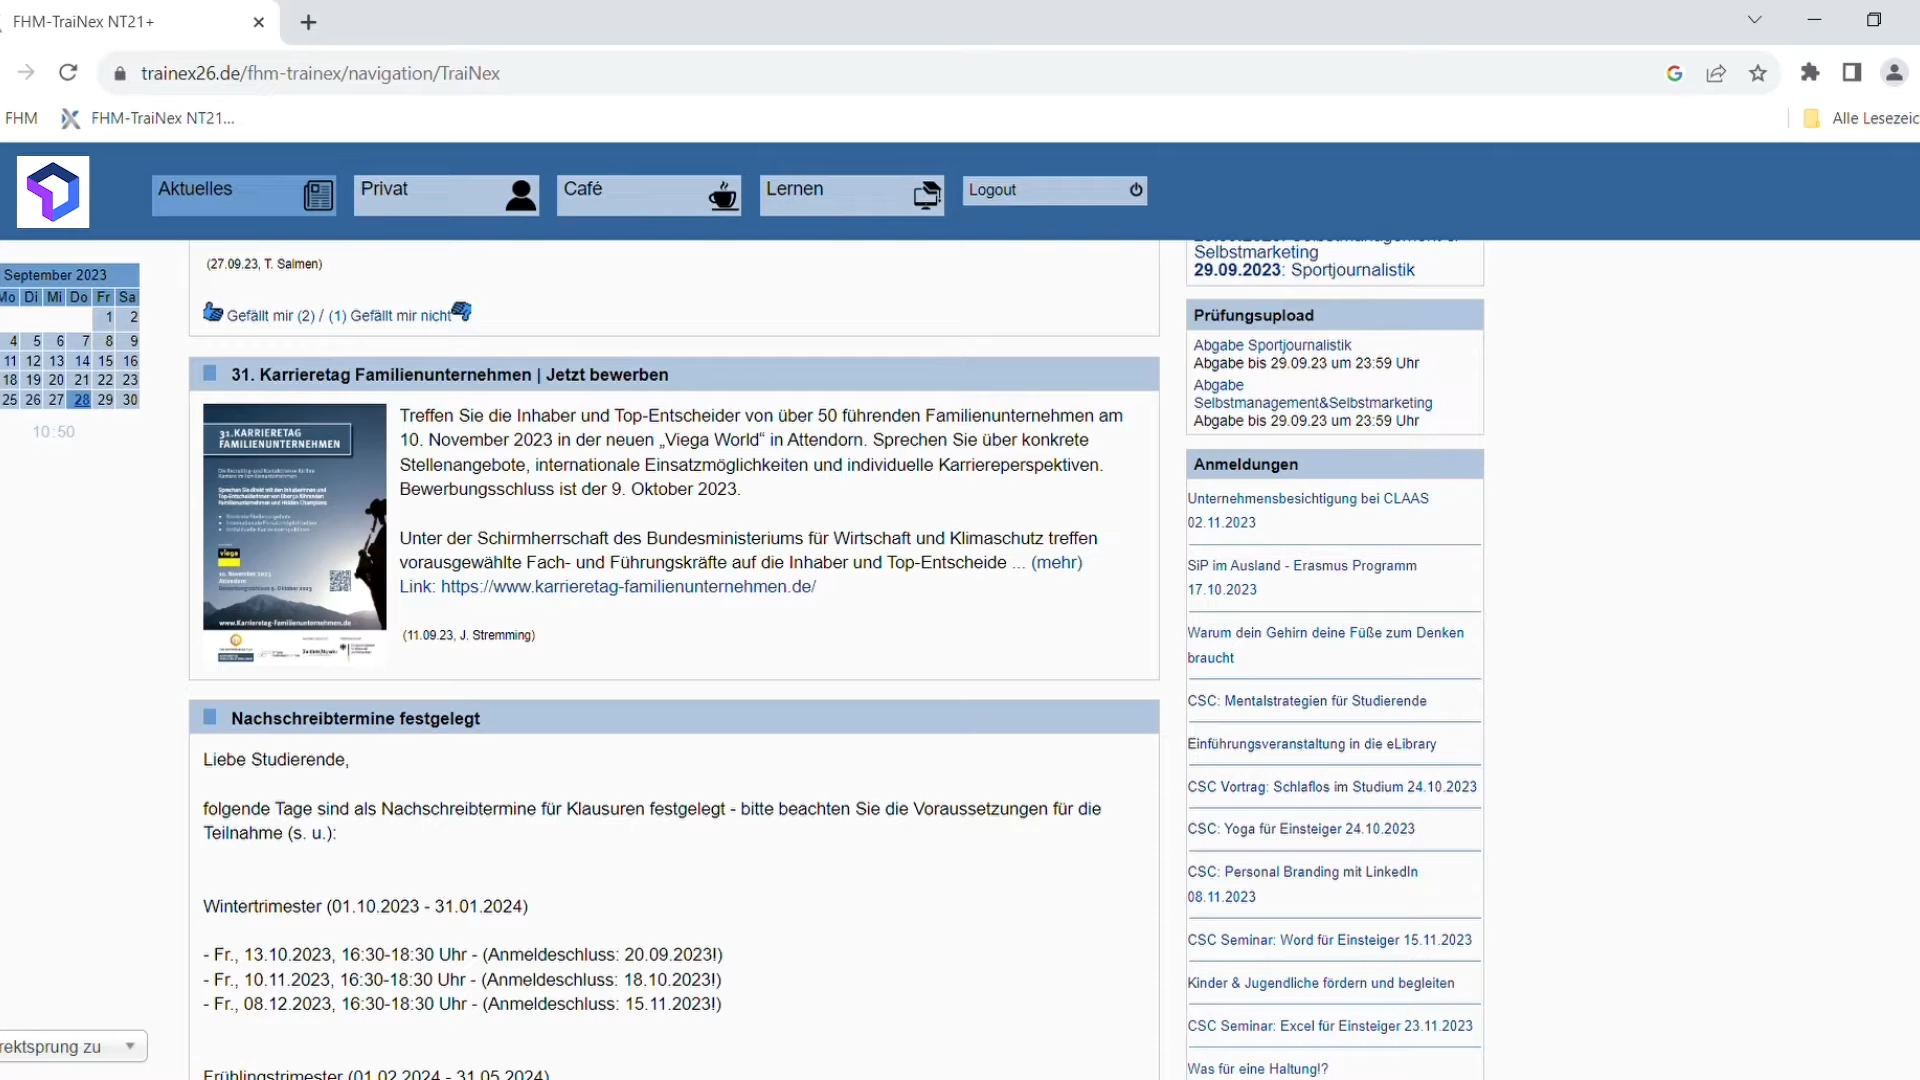 FHM-TraiNex NT21+
trainex26.de/fhm-trainex/navigation/TraiNex
FHM
FHM-TraiNex NT21...
Alle Lesezeic
Aktuelles
Privat
Café
Lernen
Logout
September 2023
Mo Di Mi Do Fr Sa
1 2
4 5 6 7 8 9
11 12 13 14 15 16
18 19 20 21 22 23
25 26 27 28 29 30
10:50
rektsprung zu
(27.09.23, T. Salmen)
Gefällt mir (2) / (1) Gefällt mir nicht
31. Karrieretag Familienunternehmen | Jetzt bewerben
31.KARRIERETAG
FAMILIENUNTERNEHMEN
viega
10. November 2023
Attendorn
www.Karrieretag-Familienunternehmen.de
Treffen Sie die Inhaber und Top-Entscheider von über 50 führenden Familienunternehmen am
10. November 2023 in der neuen „Viega World“ in Attendorn. Sprechen Sie über konkrete
Stellenangebote, internationale Einsatzmöglichkeiten und individuelle Karriereperspektiven.
Bewerbungsschluss ist der 9. Oktober 2023.
Unter der Schirmherrschaft des Bundesministeriums für Wirtschaft und Klimaschutz treffen
vorausgewählte Fach- und Führungskräfte auf die Inhaber und Top-Entscheide ... (mehr)
Link: https://www.karrieretag-familienunternehmen.de/
(11.09.23, J. Stremming)
Nachschreibtermine festgelegt
Liebe Studierende,
folgende Tage sind als Nachschreibtermine für Klausuren festgelegt - bitte beachten Sie die Voraussetzungen für die
Teilnahme (s. u.):
Wintertrimester (01.10.2023 - 31.01.2024)
- Fr., 13.10.2023, 16:30-18:30 Uhr - (Anmeldeschluss: 20.09.2023!)
- Fr., 10.11.2023, 16:30-18:30 Uhr - (Anmeldeschluss: 18.10.2023!)
- Fr., 08.12.2023, 16:30-18:30 Uhr - (Anmeldeschluss: 15.11.2023!)
Frühlingstrimester (01.02.2024 - 31.05.2024)
Selbstmarketing
29.09.2023: Sportjournalistik
Prüfungsupload
Abgabe Sportjournalistik
Abgabe bis 29.09.23 um 23:59 Uhr
Abgabe
Selbstmanagement&Selbstmarketing
Abgabe bis 29.09.23 um 23:59 Uhr
Anmeldungen
Unternehmensbesichtigung bei CLAAS
02.11.2023
SiP im Ausland - Erasmus Programm
17.10.2023
Warum dein Gehirn deine Füße zum Denken
braucht
CSC: Mentalstrategien für Studierende
Einführungsveranstaltung in die eLibrary
CSC Vortrag: Schlaflos im Studium 24.10.2023
CSC: Yoga für Einsteiger 24.10.2023
CSC: Personal Branding mit LinkedIn
08.11.2023
CSC Seminar: Word für Einsteiger 15.11.2023
Kinder & Jugendliche fördern und begleiten
CSC Seminar: Excel für Einsteiger 23.11.2023
Was für eine Haltung!?